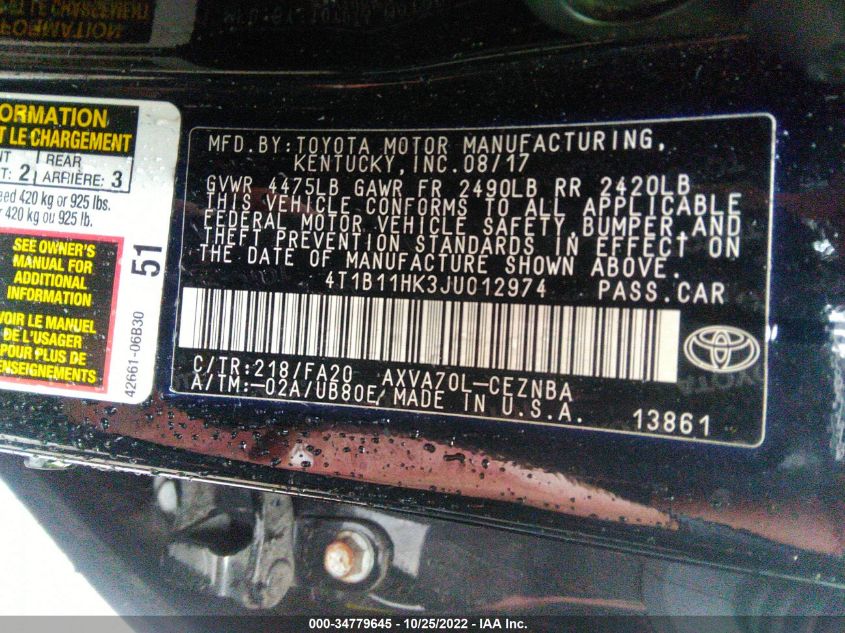 ORMATION
T LE CHARGEMENT
NT 2 REAR ARRIÈRE: 3
eed 420 kg or 925 lbs.
r 420 kg ou 925 lb.
SEE OWNER'S
MANUAL FOR
ADDITIONAL
INFORMATION
VOIR LE MANUEL
DE L'USAGER
POUR PLUS DE
RENSEIGNEMENTS
51
42661-06B30
MFD.BY:TOYOTA MOTOR MANUFACTURING,
KENTUCKY,INC.08/17
GVWR 4475LB GAWR FR 2490LB RR 2420LB
THIS VEHICLE CONFORMS TO ALL APPLICABLE
FEDERAL MOTOR VEHICLE SAFETY,BUMPER,AND
THEFT PREVENTION STANDARDS IN EFFECT ON
THE DATE OF MANUFACTURE SHOWN ABOVE.
4T1B11HK3JU012974 PASS.CAR
C/TR:218/FA20 AXVA70L-CEZNBA
A/TM:-02A/UB80E/MADE IN U.S.A.
13861
TOYOTA
000-34779645 - 10/25/2022 - IAA Inc.